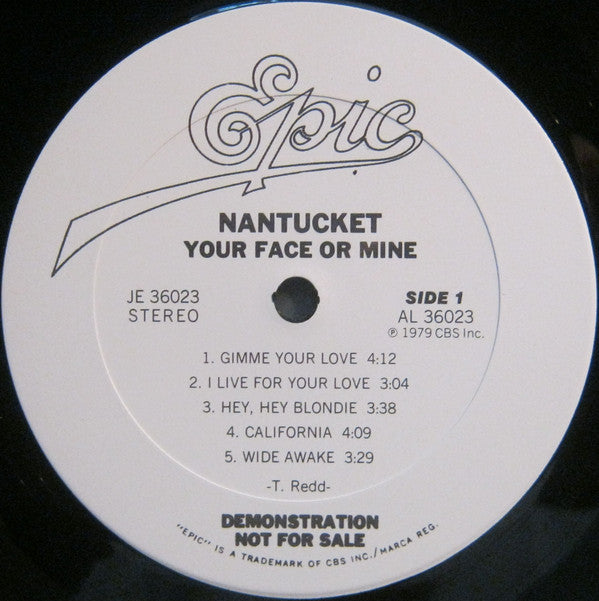 Epic
NANTUCKET
YOUR FACE OR MINE
JE 36023
STEREO
SIDE 1
AL 36023
℗ 1979 CBS Inc.
1. GIMME YOUR LOVE 4:12
2. I LIVE FOR YOUR LOVE 3:04
3. HEY, HEY BLONDIE 3:38
4. CALIFORNIA 4:09
5. WIDE AWAKE 3:29
-T. Redd-
DEMONSTRATION
NOT FOR SALE
"EPIC" IS A TRADEMARK OF CBS INC./MARCA REG.